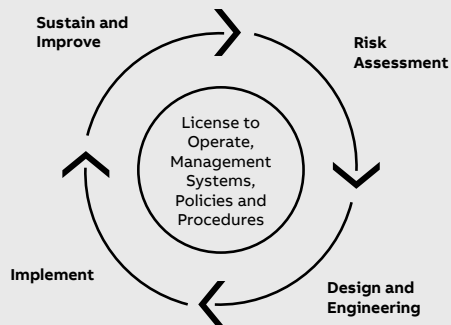 Sustain and
Improve
Risk
Assessment
License to
Operate,
Management
Systems,
Policies and
Procedures
Implement
Design and
Engineering